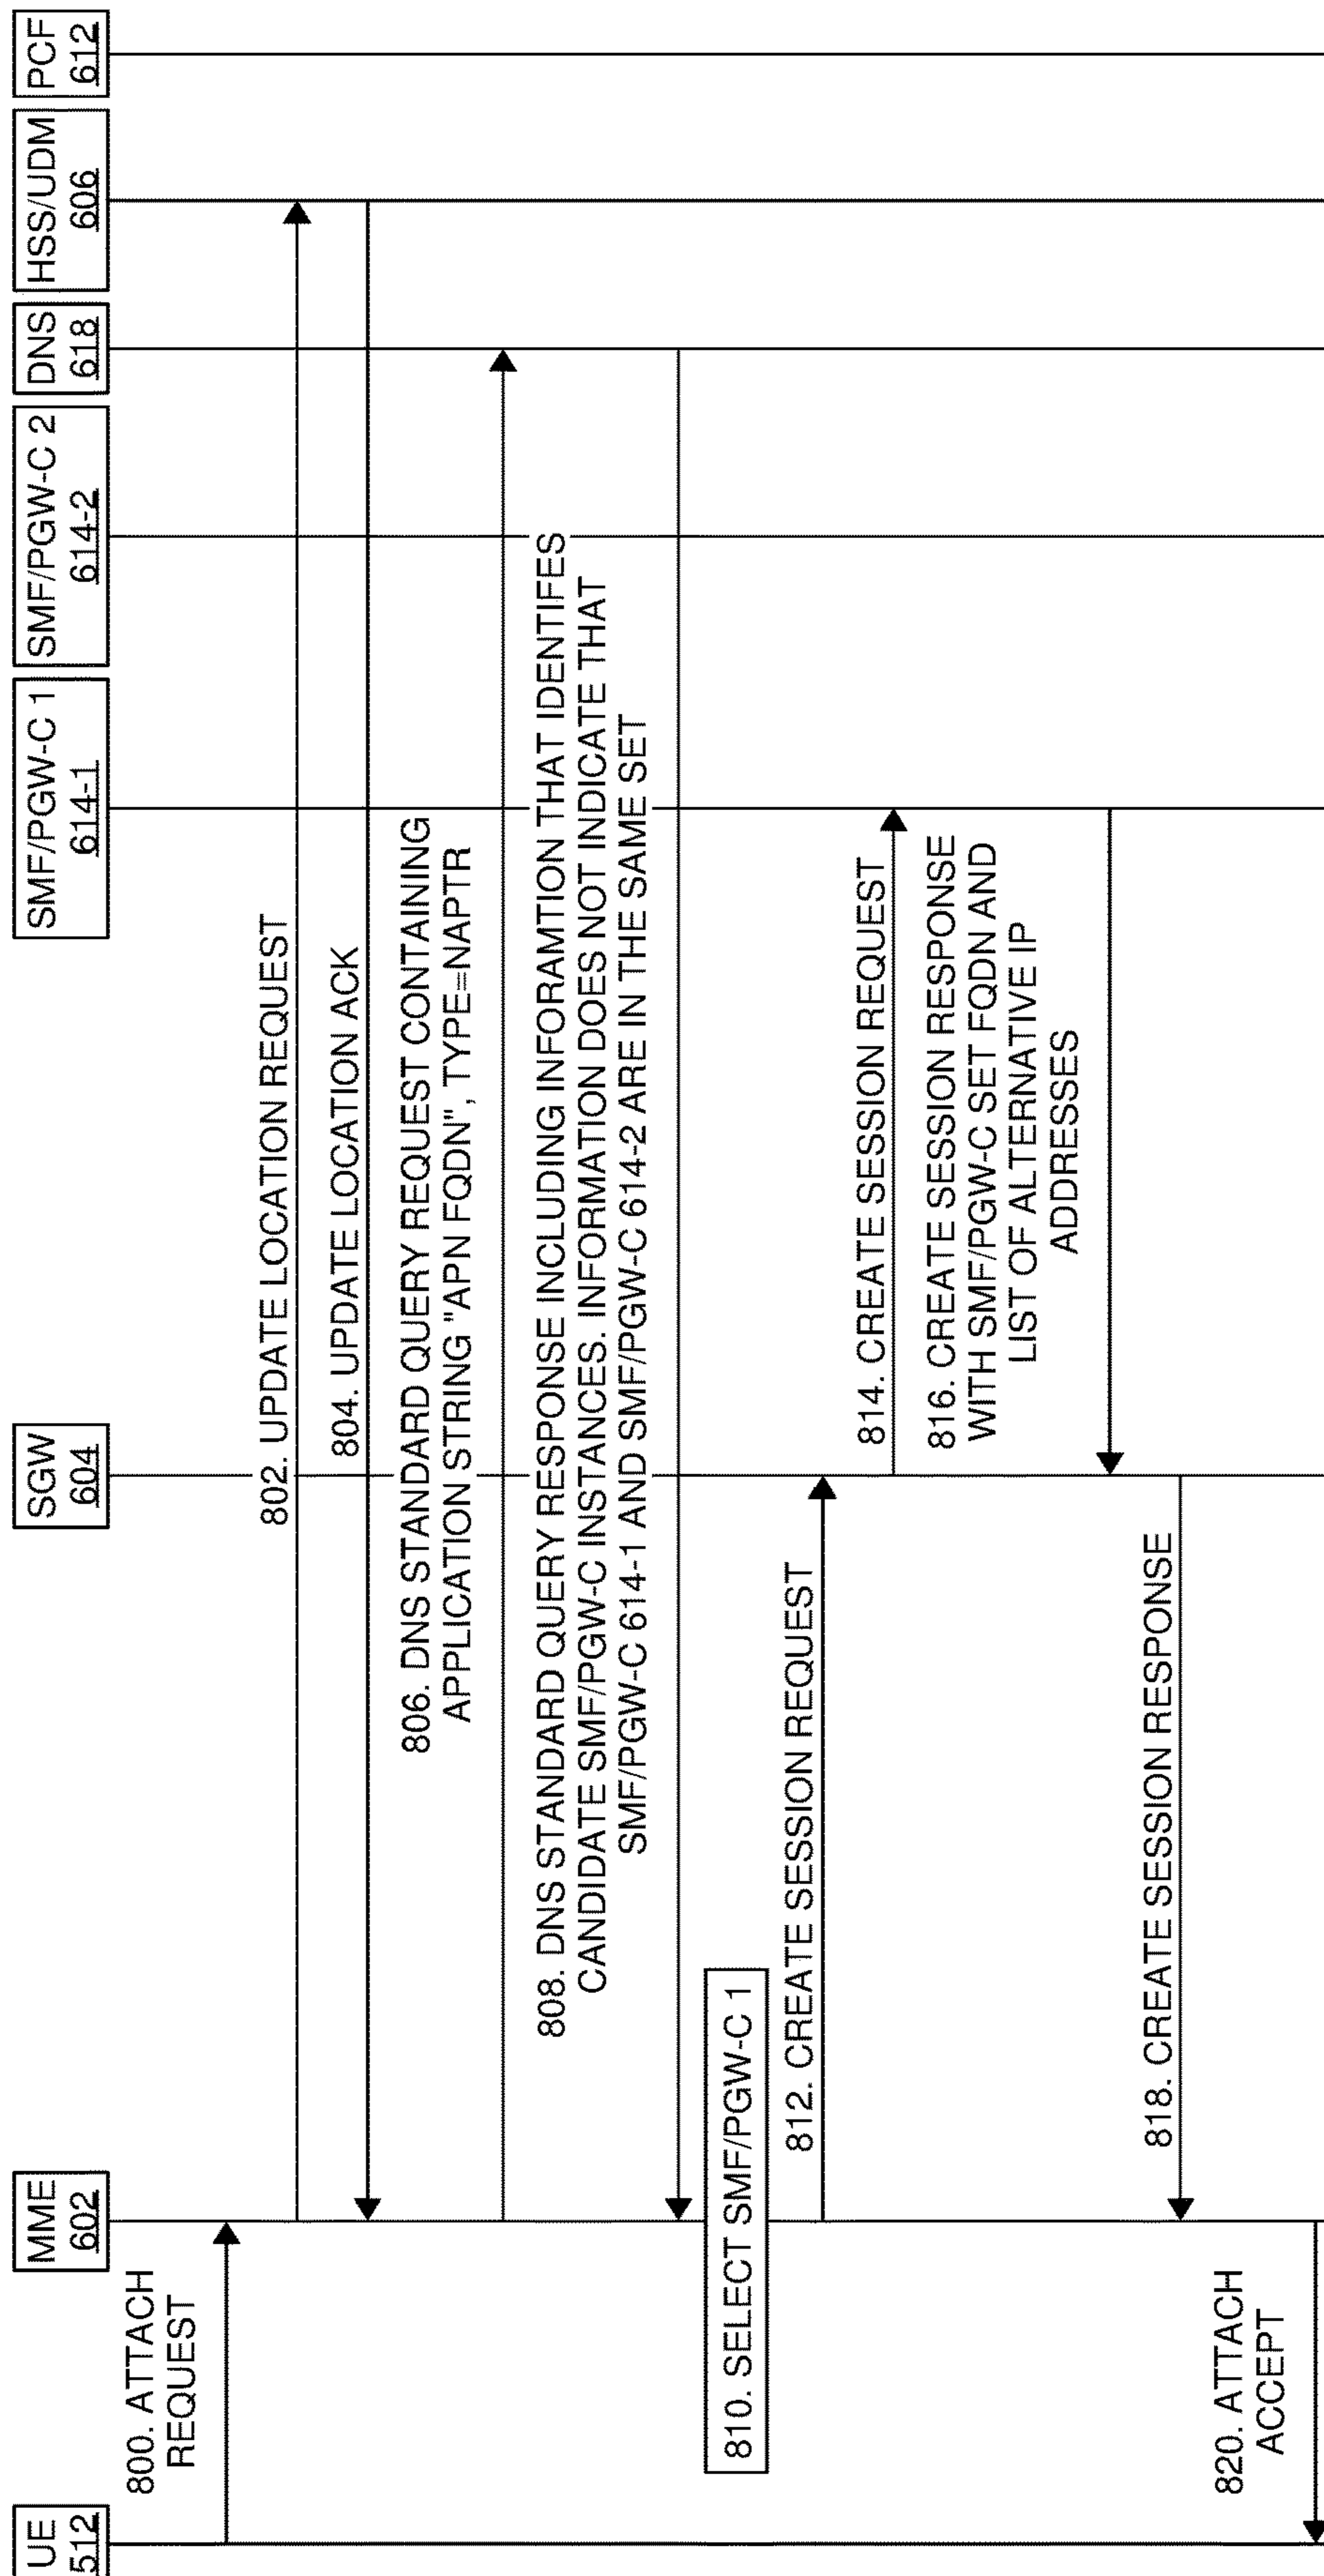 UE
512
MME
602
SGW
604
SMF/PGW-C 1
614-1
SMF/PGW-C 2
614-2
DNS
618
HSS/UDM
606
PCF
612
800. ATTACH
REQUEST
802. UPDATE LOCATION REQUEST
804. UPDATE LOCATION ACK
806. DNS STANDARD QUERY REQUEST CONTAINING
APPLICATION STRING "APN FQDN", TYPE=NAPTR
808. DNS STANDARD QUERY RESPONSE INCLUDING INFORAMTION THAT IDENTIFES
CANDIDATE SMF/PGW-C INSTANCES. INFORMATION DOES NOT INDICATE THAT
SMF/PGW-C 614-1 AND SMF/PGW-C 614-2 ARE IN THE SAME SET
810. SELECT SMF/PGW-C 1
812. CREATE SESSION REQUEST
814. CREATE SESSION REQUEST
816. CREATE SESSION RESPONSE
WITH SMF/PGW-C SET FQDN AND
LIST OF ALTERNATIVE IP
ADDRESSES
818. CREATE SESSION RESPONSE
820. ATTACH
ACCEPT